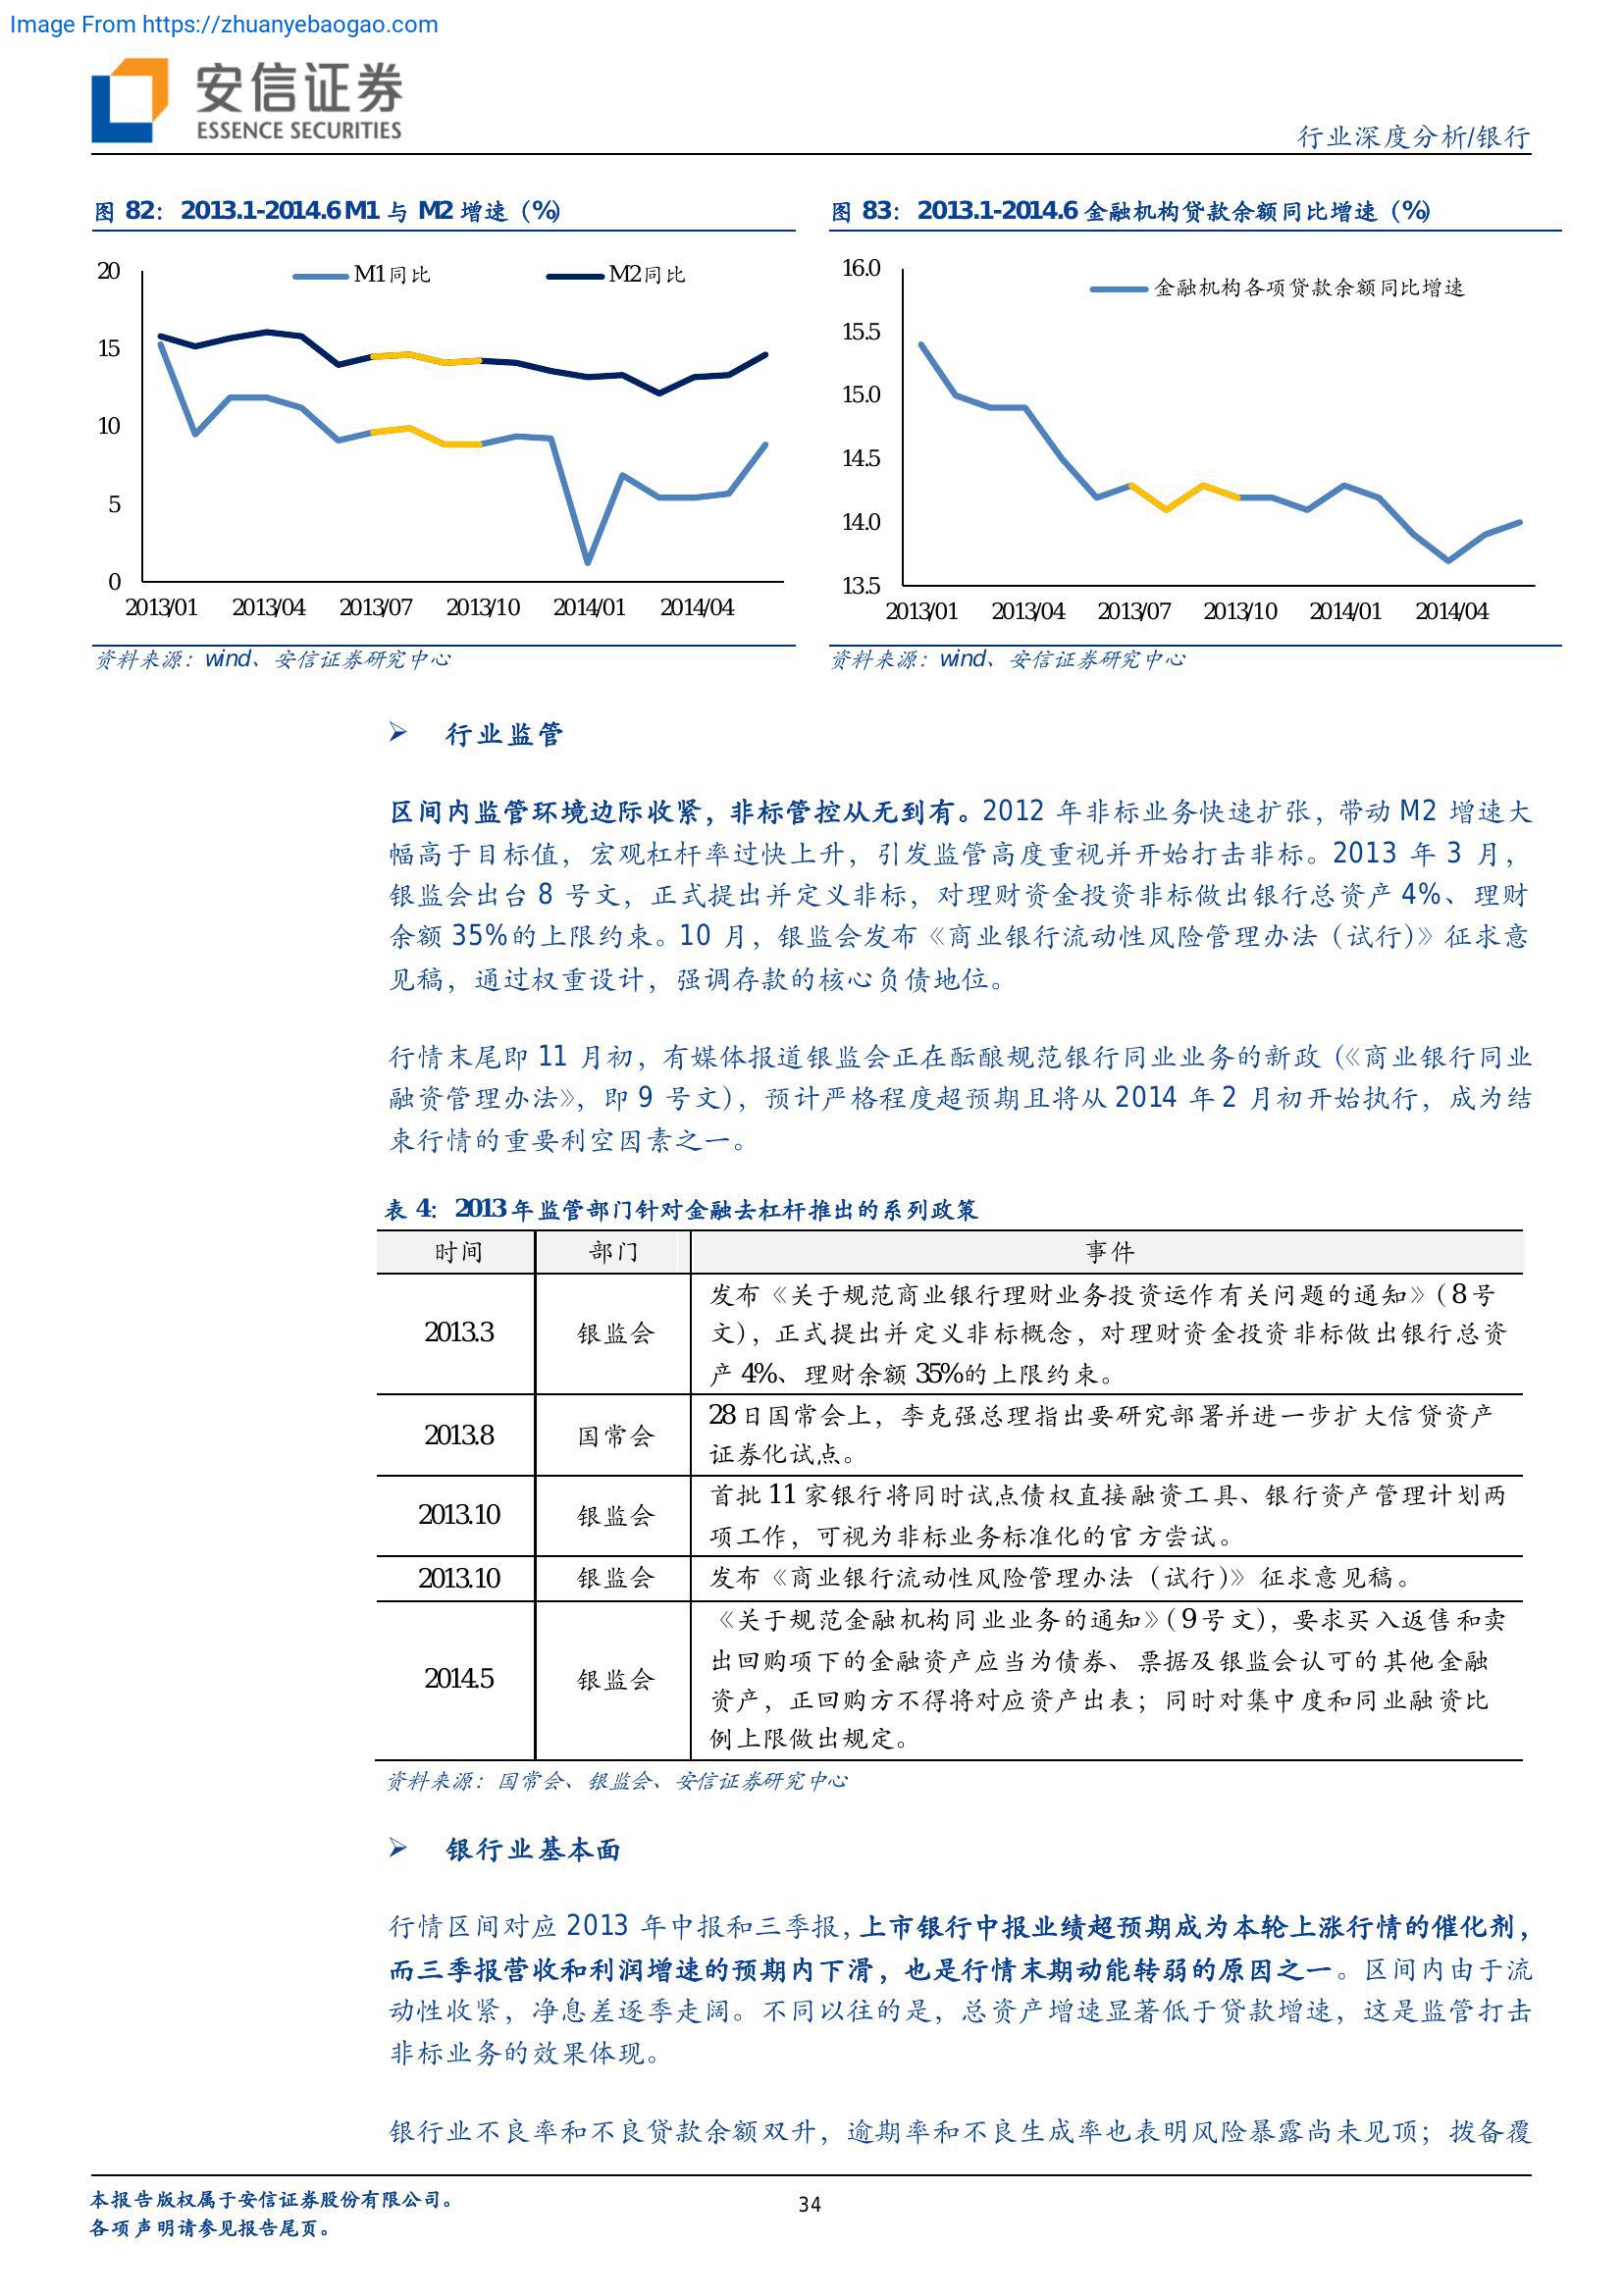 Image From https://zhuanyebaogao.com
安信证券
ESSENCE SECURITIES
行业深度分析/银行
图 82：2013.1-2014.6 M1 与 M2 增速（%）
20
15
10
5
0
M1同比
M2同比
2013/01 2013/04 2013/07 2013/10 2014/01 2014/04
资料来源：wind、安信证券研究中心
图 83：2013.1-2014.6 金融机构贷款余额同比增速（%）
16.0
15.5
15.0
14.5
14.0
13.5
金融机构各项贷款余额同比增速
2013/01 2013/04 2013/07 2013/10 2014/01 2014/04
资料来源：wind、安信证券研究中心
➢ 行业监管
区间内监管环境边际收紧，非标管控从无到有。2012 年非标业务快速扩张，带动 M2 增速大
幅高于目标值，宏观杠杆率过快上升，引发监管高度重视并开始打击非标。2013 年 3 月，
银监会出台 8 号文，正式提出并定义非标，对理财资金投资非标做出银行总资产 4%、理财
余额 35%的上限约束。10 月，银监会发布《商业银行流动性风险管理办法（试行）》征求意
见稿，通过权重设计，强调存款的核心负债地位。
行情末尾即 11 月初，有媒体报道银监会正在酝酿规范银行同业业务的新政（《商业银行同业
融资管理办法》，即 9 号文），预计严格程度超预期且将从 2014 年 2 月初开始执行，成为结
束行情的重要利空因素之一。
表 4：2013 年监管部门针对金融去杠杆推出的系列政策
时间 部门 事件
2013.3 银监会 发布《关于规范商业银行理财业务投资运作有关问题的通知》（8 号
文），正式提出并定义非标概念，对理财资金投资非标做出银行总资
产 4%、理财余额 35%的上限约束。
2013.8 国常会 28 日国常会上，李克强总理指出要研究部署并进一步扩大信贷资产
证券化试点。
2013.10 银监会 首批 11 家银行将同时试点债权直接融资工具、银行资产管理计划两
项工作，可视为非标业务标准化的官方尝试。
2013.10 银监会 发布《商业银行流动性风险管理办法（试行）》征求意见稿。
2014.5 银监会 《关于规范金融机构同业业务的通知》（9 号文），要求买入返售和卖
出回购项下的金融资产应当为债券、票据及银监会认可的其他金融
资产，正回购方不得将对应资产出表；同时对集中度和同业融资比
例上限做出规定。
资料来源：国常会、银监会、安信证券研究中心
➢ 银行业基本面
行情区间对应 2013 年中报和三季报，上市银行中报业绩超预期成为本轮上涨行情的催化剂，
而三季报营收和利润增速的预期内下滑，也是行情末期动能转弱的原因之一。区间内由于流
动性收紧，净息差逐季走阔。不同以往的是，总资产增速显著低于贷款增速，这是监管打击
非标业务的效果体现。
银行业不良率和不良贷款余额双升，逾期率和不良生成率也表明风险暴露尚未见顶；拨备覆
本报告版权属于安信证券股份有限公司。
各项声明请参见报告尾页。
34